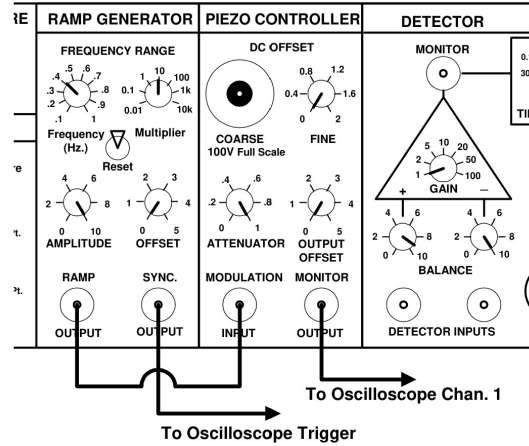 RE
RAMP GENERATOR
PIEZO CONTROLLER
DETECTOR
FREQUENCY RANGE
DC OFFSET
MONITOR
.5 .6
.4 .7
.3 .8
.2 .9
.1 1
10
1 100
0.1 1k
0.01 10k
0.8 1.2
0.4 1.6
0 2
0.1
30
TI
Frequency
(Hz.)
Multiplier
Reset
COARSE
100V Full Scale
FINE
10
5 20
2 50
1 100
GAIN
+ –
re
4 6
2 8
0 10
AMPLITUDE
2 3
1 4
0 5
OFFSET
.4 .6
.2 .8
0 1
ATTENUATOR
2 3
1 4
0 5
OUTPUT
OFFSET
4 6
2 8
0 10
4 6
2 8
0 10
BALANCE
t.
RAMP
SYNC.
MODULATION
MONITOR
Pt.
OUTPUT
OUTPUT
INPUT
OUTPUT
DETECTOR INPUTS
To Oscilloscope Chan. 1
To Oscilloscope Trigger